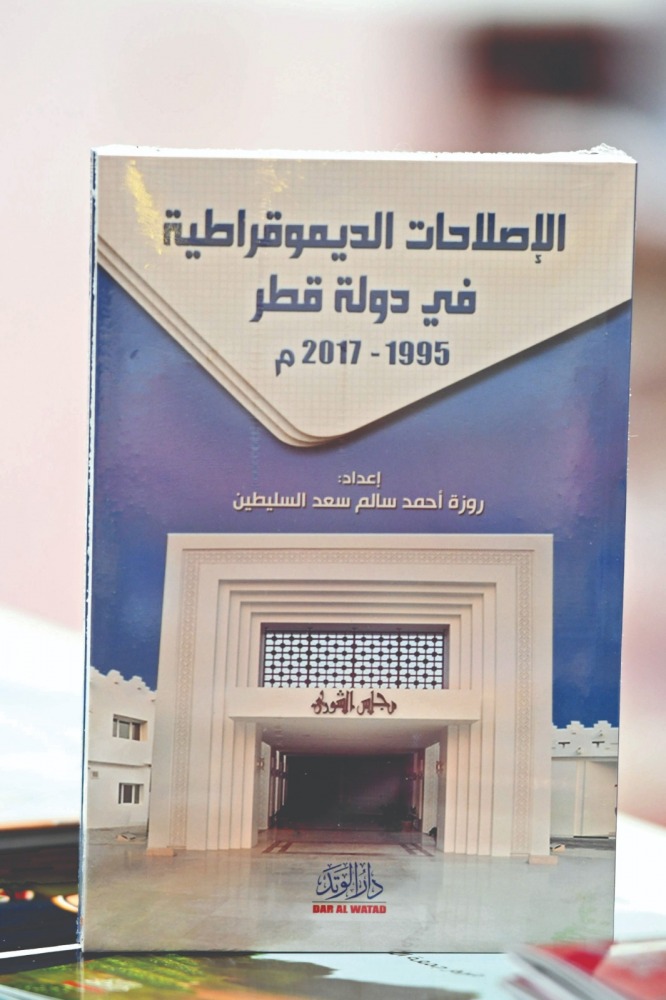 الإصلاحات الديموقراطية
في دولة قطر
1995 - 2017 م
إعداد:
روزة أحمد سالم سعد السليطين
مجلس الشورى
دار الوتد
DAR AL WATAD